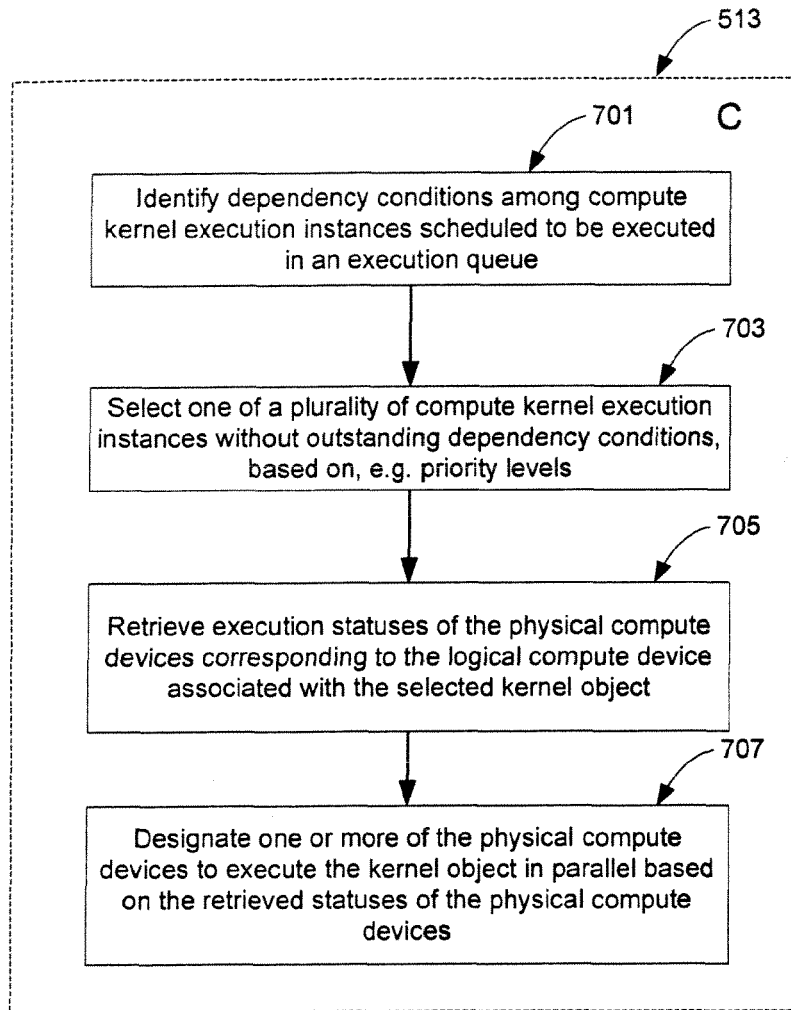 513
701
C
Identify dependency conditions among compute
kernel execution instances scheduled to be executed
in an execution queue
703
Select one of a plurality of compute kernel execution
instances without outstanding dependency conditions,
based on, e.g. priority levels
705
Retrieve execution statuses of the physical compute
devices corresponding to the logical compute device
associated with the selected kernel object
707
Designate one or more of the physical compute
devices to execute the kernel object in parallel based
on the retrieved statuses of the physical compute
devices